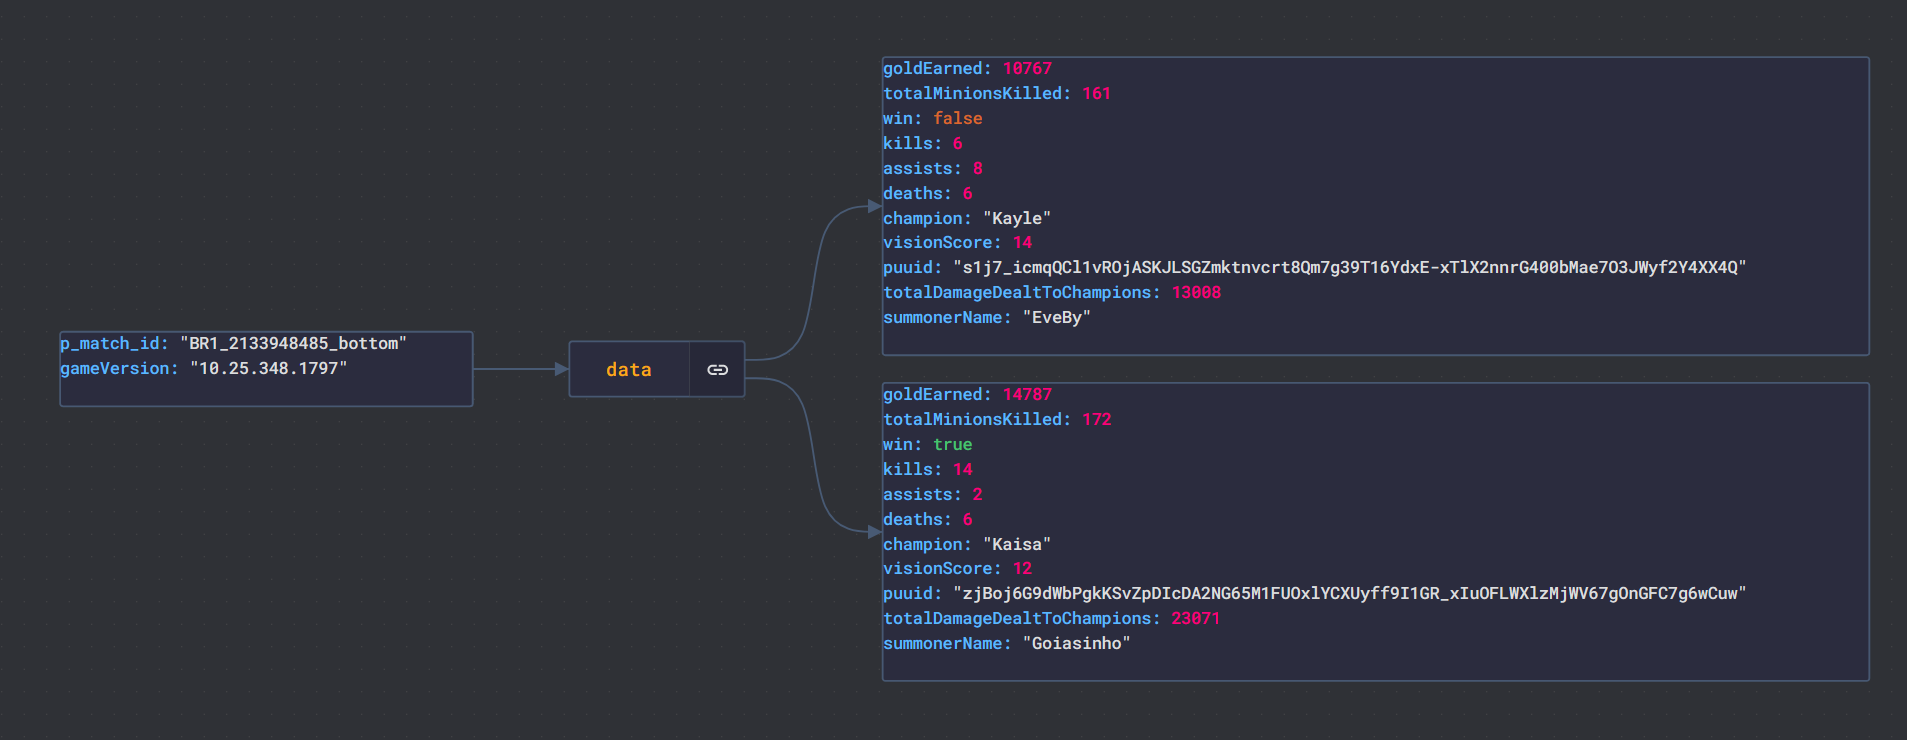 p_match_id: "BR1_2133948485_bottom"
gameVersion: "10.25.348.1797"
data
goldEarned: 10767
totalMinionsKilled: 161
win: false
kills: 6
assists: 8
deaths: 6
champion: "Kayle"
visionScore: 14
puuid: "s1j7_icmqQCl1vROjASKJLSGZmktnvcrt8Qm7g39T16YdxE-xTlX2nnrG400bMae7O3JWyf2Y4XX4Q"
totalDamageDealtToChampions: 13008
summonerName: "EveBy"
goldEarned: 14787
totalMinionsKilled: 172
win: true
kills: 14
assists: 2
deaths: 6
champion: "Kaisa"
visionScore: 12
puuid: "zjBoj6G9dWbPgkKSvZpDIcDA2NG65M1FUOxlYCXUyff9I1GR_xIuOFLWXlzMjWV67gOnGFC7g6wCuw"
totalDamageDealtToChampions: 23071
summonerName: "Goiasinho"